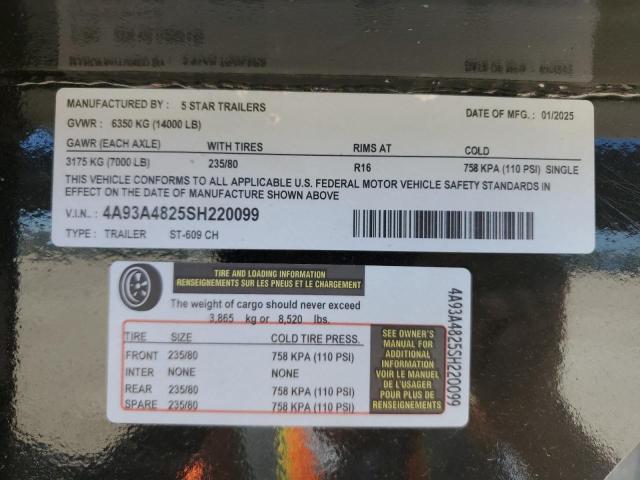 MANUFACTURED BY : 5 STAR TRAILERS DATE OF MFG. : 01/2025
GVWR : 6350 KG (14000 LB)
GAWR (EACH AXLE) WITH TIRES RIMS AT COLD
3175 KG (7000 LB) 235/80 R16 758 KPA (110 PSI) SINGLE
THIS VEHICLE CONFORMS TO ALL APPLICABLE U.S. FEDERAL MOTOR VEHICLE SAFETY STANDARDS IN
EFFECT ON THE DATE OF MANUFACTURE SHOWN ABOVE
V.I.N.. : 4A93A4825SH220099
TYPE : TRAILER ST-609 CH
TIRE AND LOADING INFORMATION
RENSEIGNEMENTS SUR LES PNEUS ET LE CHARGEMENT
The weight of cargo should never exceed
3,865 kg or 8,520 lbs.
TIRE SIZE COLD TIRE PRESS.
FRONT 235/80 758 KPA (110 PSI)
INTER NONE NONE
REAR 235/80 758 KPA (110 PSI)
SPARE 235/80 758 KPA (110 PSI)
SEE OWNER'S
MANUAL FOR
ADDITIONAL
INFORMATION
VOIR LE MANUEL
DE L'USAGER
POUR PLUS DE
RENSEIGNEMENTS
4A93A4825SH220099